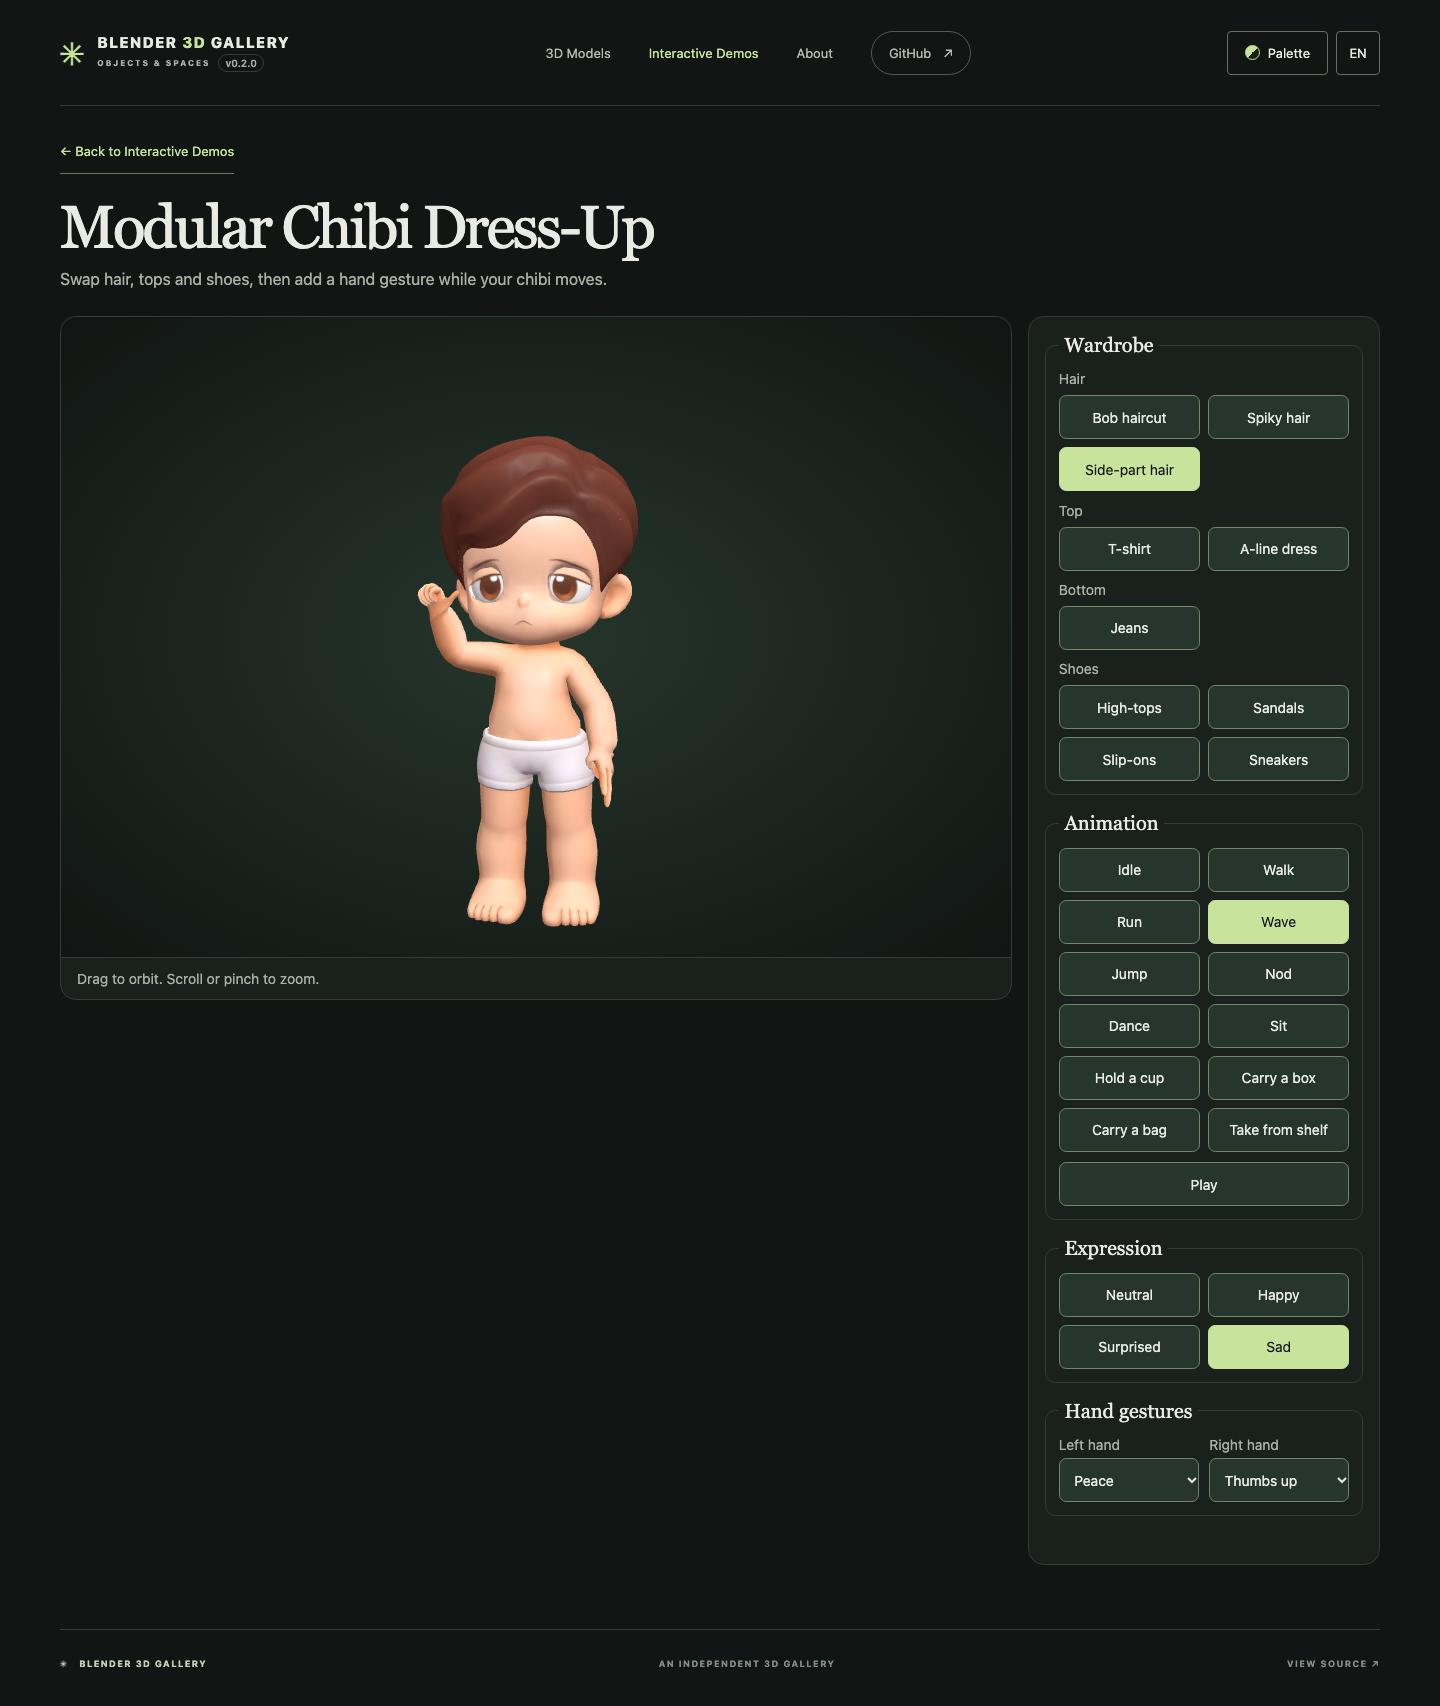 BLENDER 3D GALLERY
OBJECTS & SPACES v0.2.0
3D Models Interactive Demos About GitHub ↗
Palette EN
← Back to Interactive Demos
Modular Chibi Dress-Up
Swap hair, tops and shoes, then add a hand gesture while your chibi moves.
Drag to orbit. Scroll or pinch to zoom.
Wardrobe
Hair
Bob haircut Spiky hair
Side-part hair
Top
T-shirt A-line dress
Bottom
Jeans
Shoes
High-tops Sandals
Slip-ons Sneakers
Animation
Idle Walk
Run Wave
Jump Nod
Dance Sit
Hold a cup Carry a box
Carry a bag Take from shelf
Play
Expression
Neutral Happy
Surprised Sad
Hand gestures
Left hand Right hand
Peace Thumbs up
BLENDER 3D GALLERY
AN INDEPENDENT 3D GALLERY
VIEW SOURCE ↗